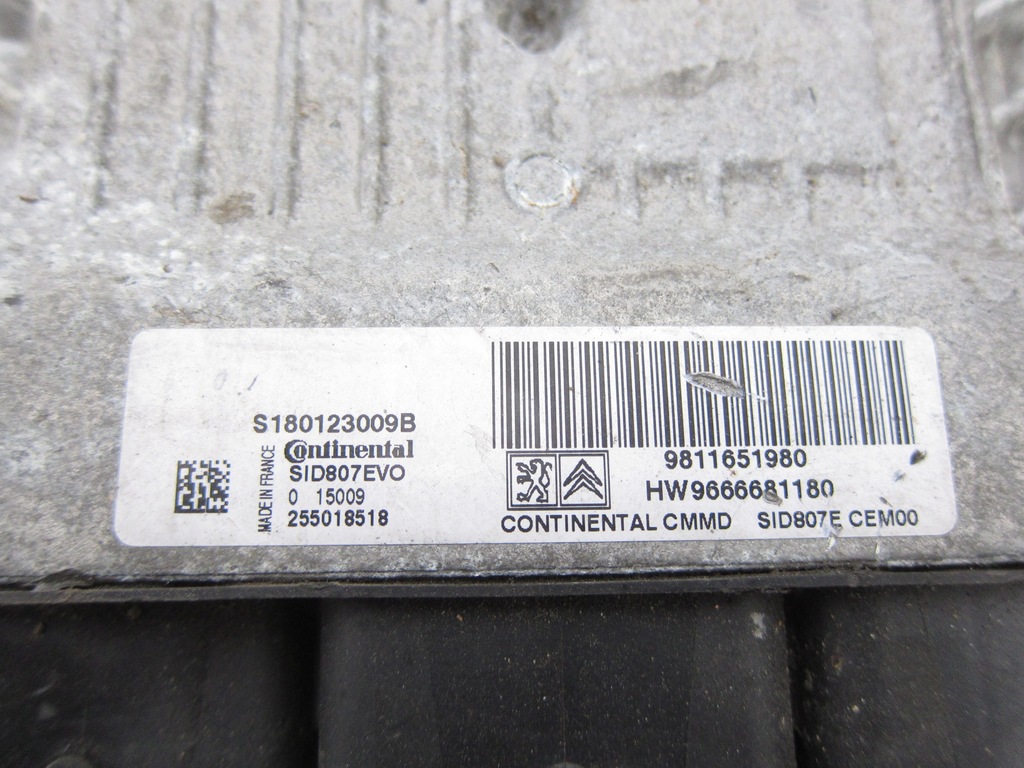 S180123009B
Continental
SID807EVO
0 15009
255018518
MADE IN FRANCE
9811651980
HW9666681180
CONTINENTAL CMMD SID807E CEM00